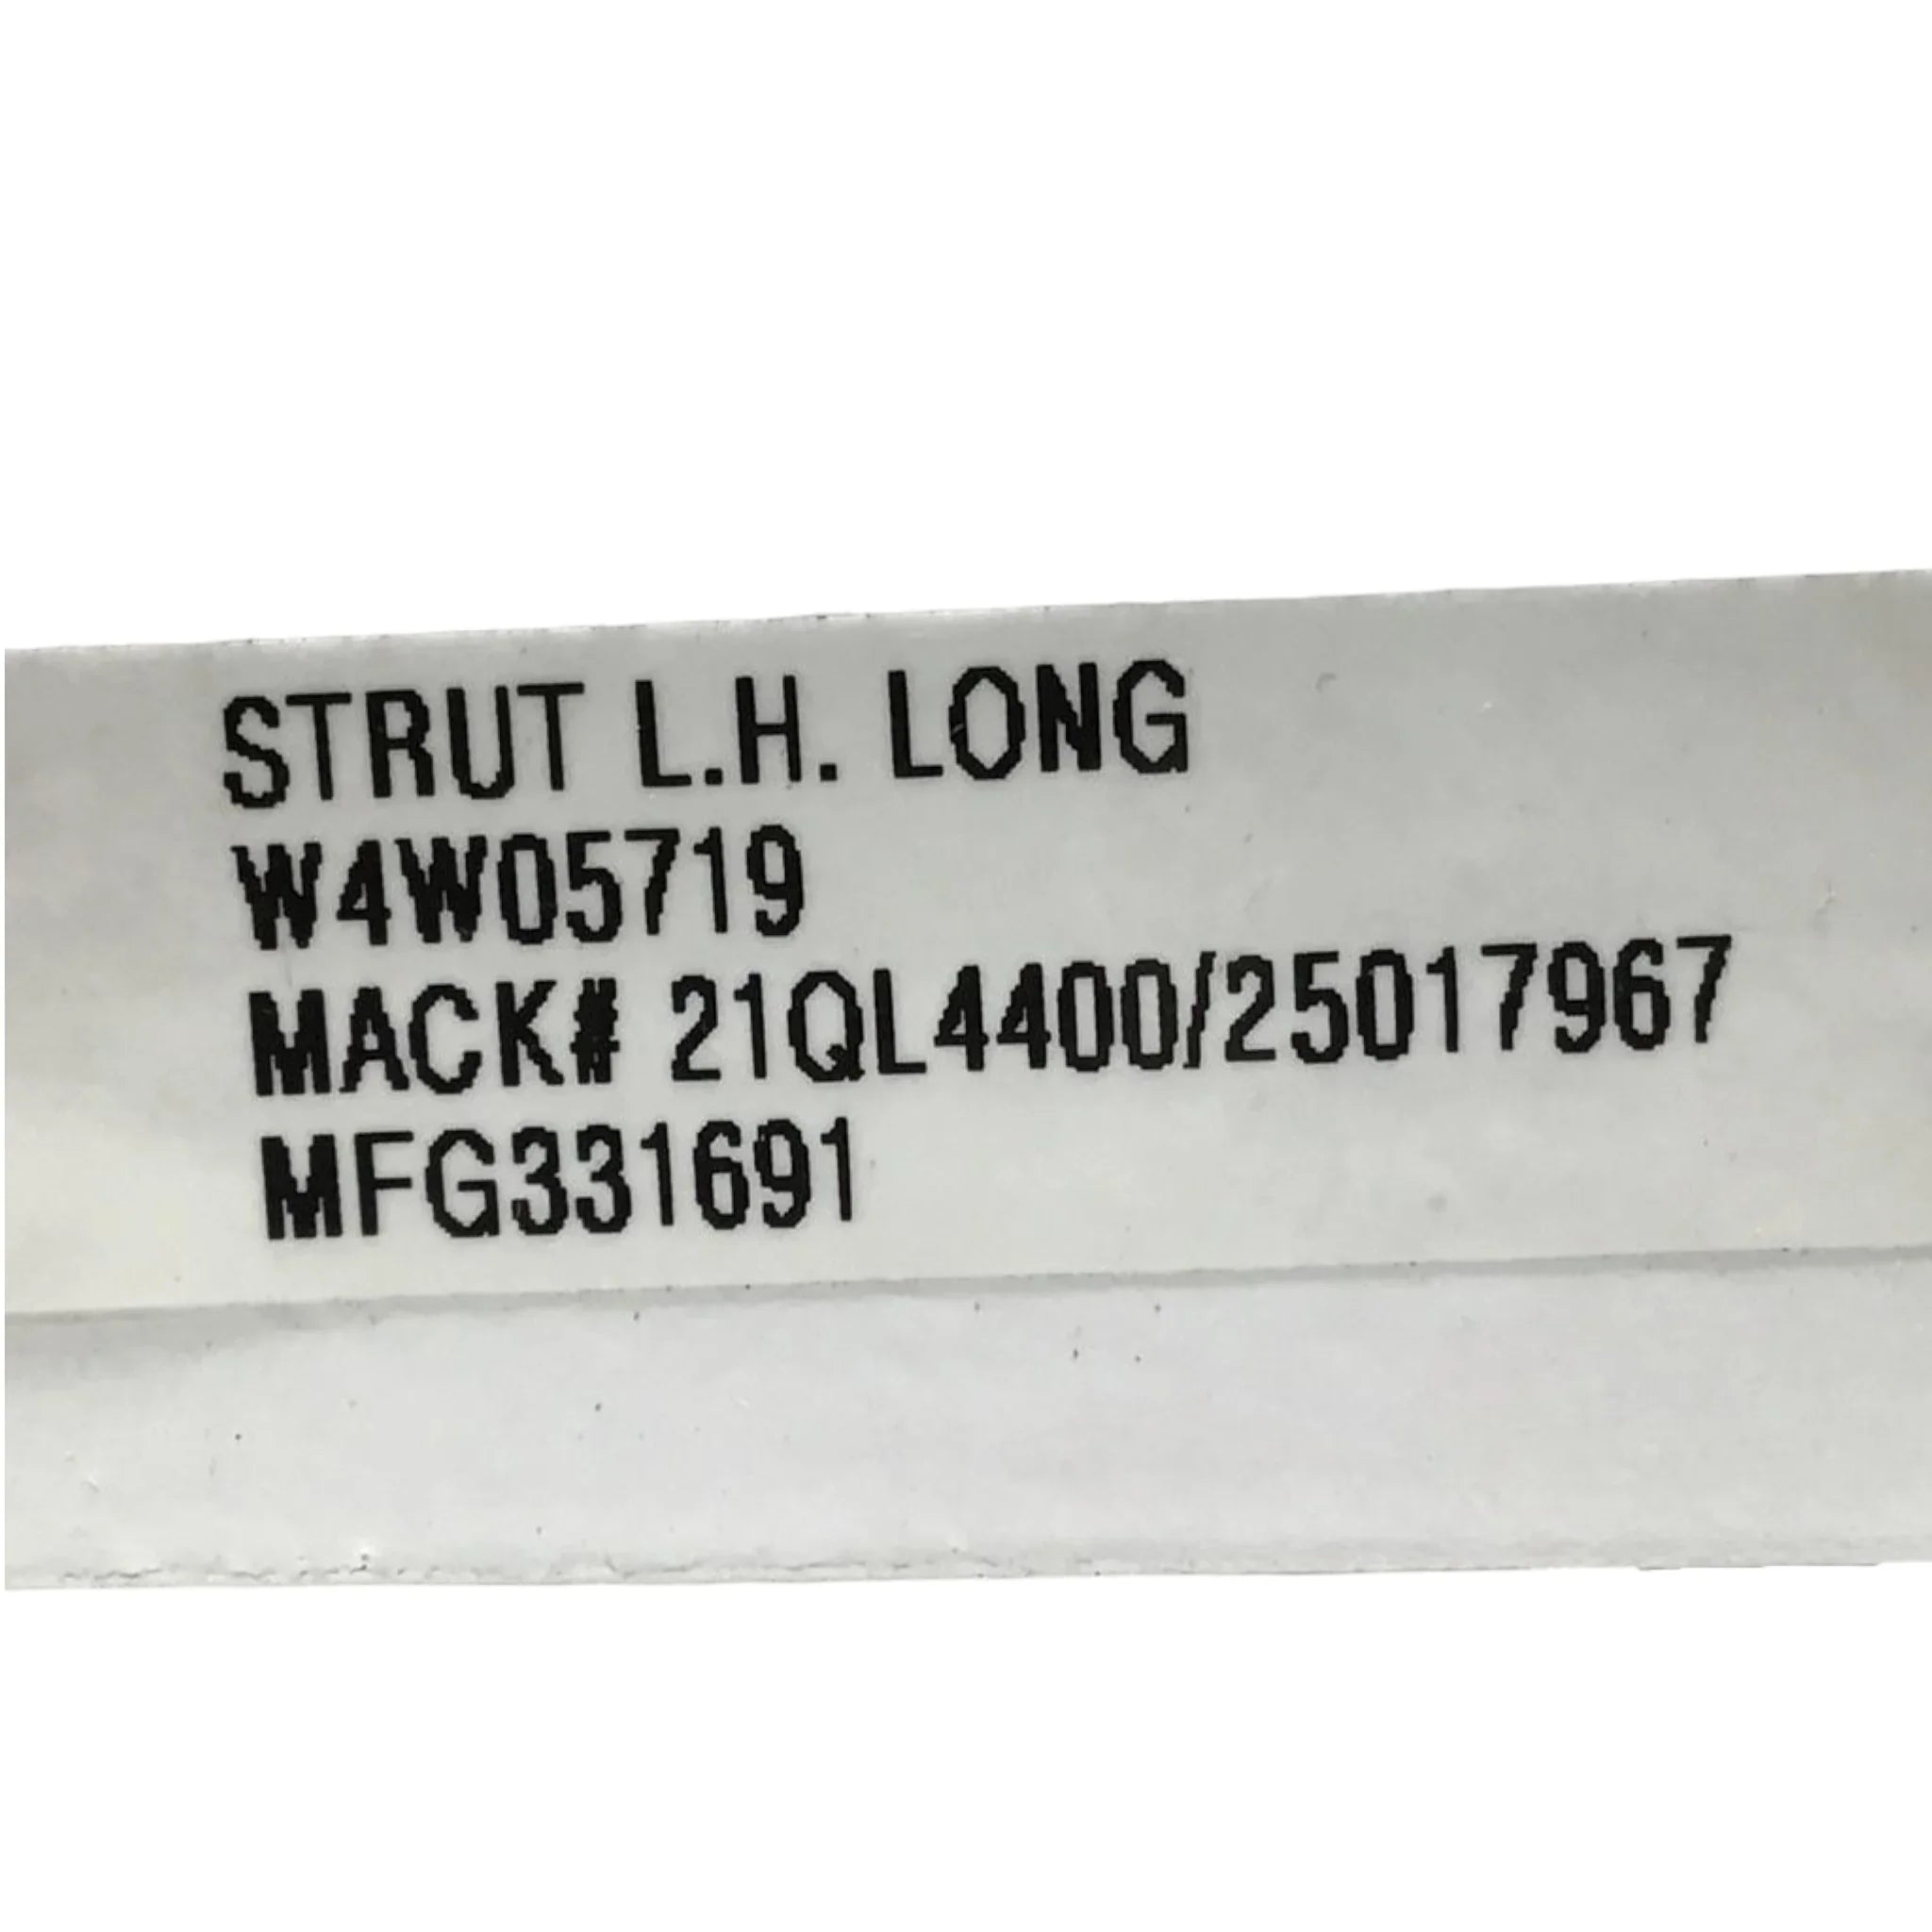 STRUT L.H. LONG
W4W05719
MACK# 21QL4400/25017967
MFG331691